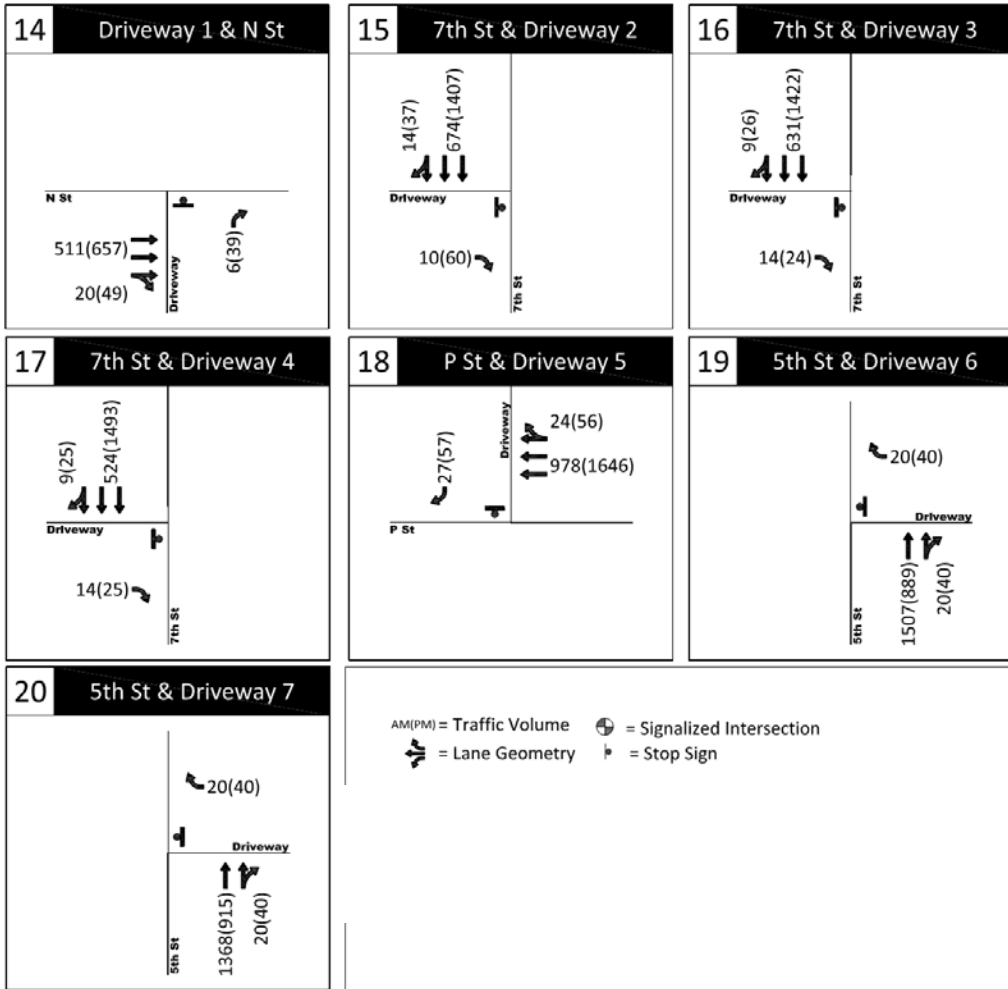 14 Driveway 1 & N St
N St
511(657)
20(49)
Driveway
6(39)
15 7th St & Driveway 2
14(37)
674(1407)
Driveway
10(60)
7th St
16 7th St & Driveway 3
9(26)
631(1422)
Driveway
14(24)
7th St
17 7th St & Driveway 4
9(25)
524(1493)
Driveway
14(25)
7th St
18 P St & Driveway 5
27(57)
Driveway
24(56)
978(1646)
P St
19 5th St & Driveway 6
20(40)
Driveway
5th St
1507(889)
20(40)
20 5th St & Driveway 7
20(40)
Driveway
5th St
1368(915)
20(40)
AM(PM) = Traffic Volume
= Signalized Intersection
= Lane Geometry
= Stop Sign